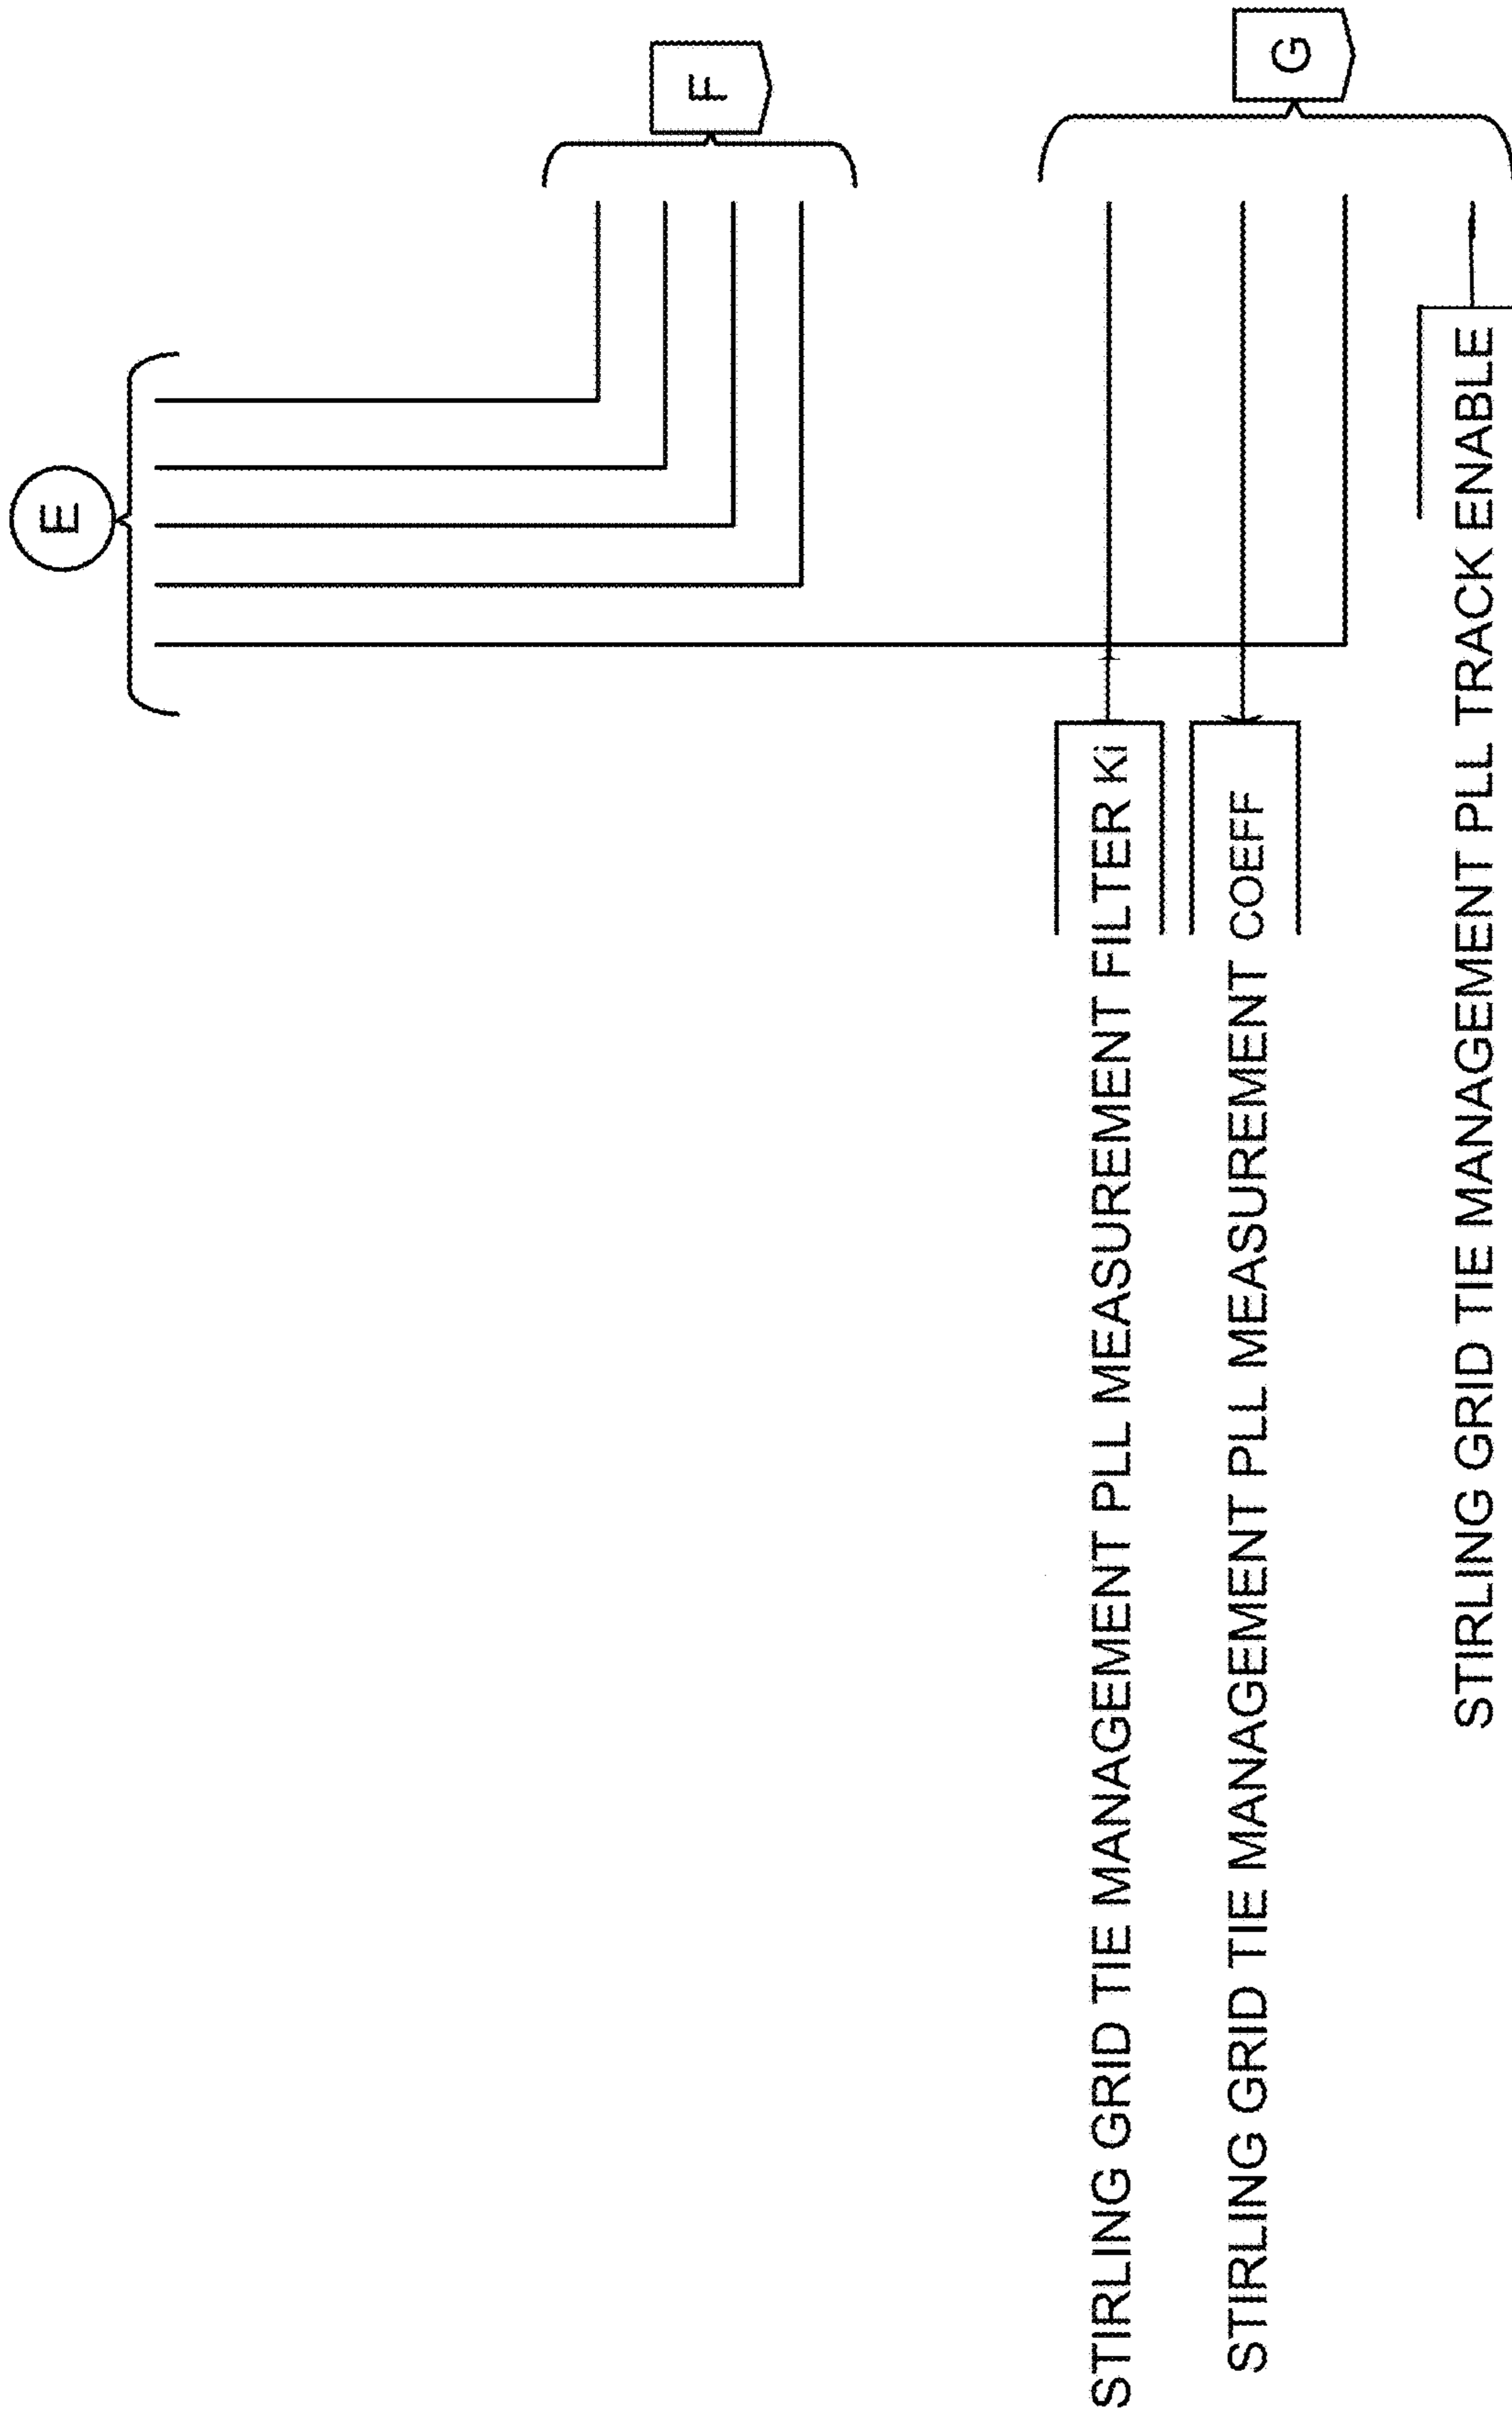 E
F
STIRLING GRID TIE MANAGEMENT PLL MEASUREMENT FILTER Ki
STIRLING GRID TIE MANAGEMENT PLL MEASUREMENT COEFF
G
STIRLING GRID TIE MANAGEMENT PLL TRACK ENABLE